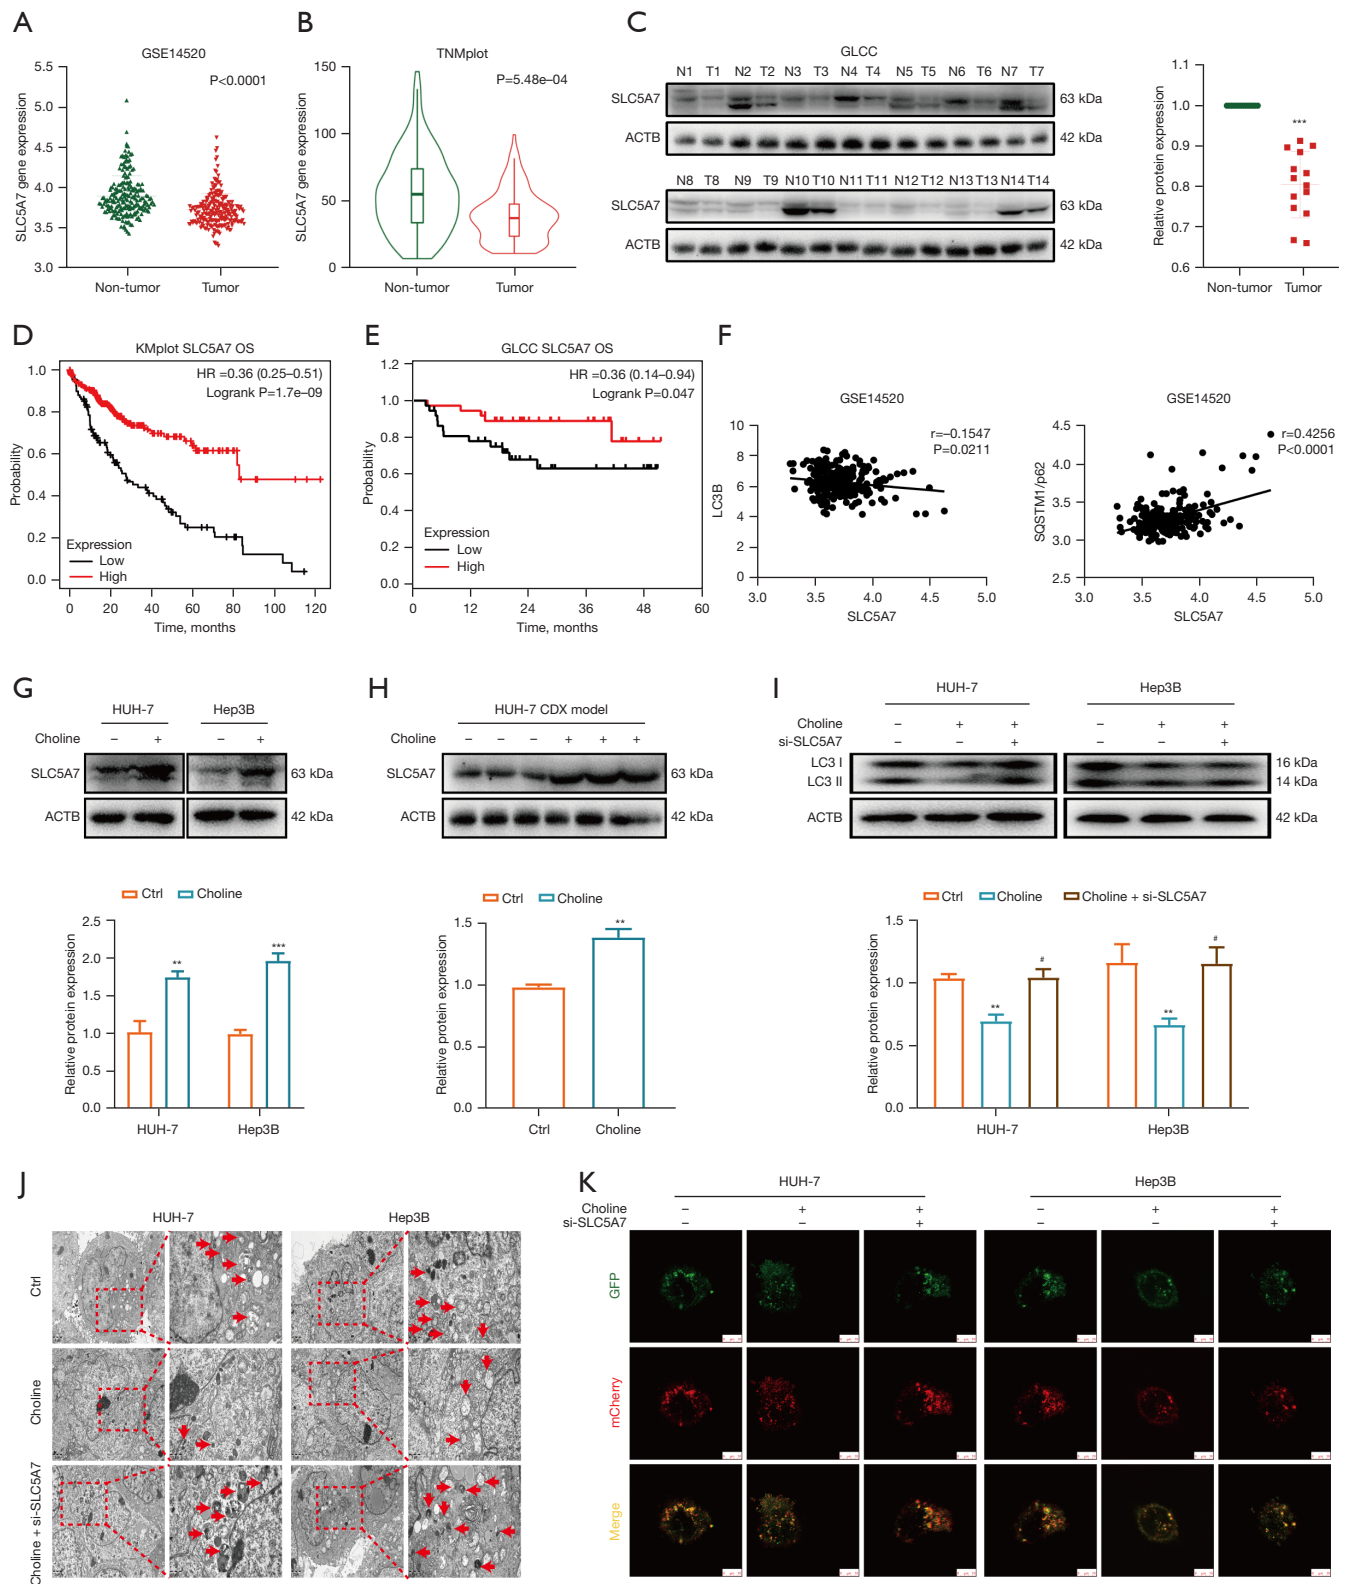 A
GSE14520
P<0.0001
SLC5A7 gene expression
5.5
5.0
4.5
4.0
3.5
3.0
Non-tumor Tumor
B
TNMplot
P=5.48e–04
SLC5A7 gene expression
150
100
50
0
Non-tumor Tumor
C
GLCC
N1 T1 N2 T2 N3 T3 N4 T4 N5 T5 N6 T6 N7 T7
SLC5A7 63 kDa
ACTB 42 kDa
N8 T8 N9 T9 N10 T10 N11 T11 N12 T12 N13 T13 N14 T14
SLC5A7 63 kDa
ACTB 42 kDa
Relative protein expression
1.1
1.0
0.9
0.8
0.7
0.6
***
Non-tumor Tumor
D
KMplot SLC5A7 OS
HR =0.36 (0.25–0.51)
Logrank P=1.7e–09
Probability
1.0
0.8
0.6
0.4
0.2
0.0
Expression
Low
High
0 20 40 60 80 100 120
Time, months
E
GLCC SLC5A7 OS
HR =0.36 (0.14–0.94)
Logrank P=0.047
Probability
1.2
1.0
0.8
0.6
0.4
0.2
0.0
Expression
Low
High
0 12 24 36 48 60
Time, months
F
GSE14520
r=–0.1547
P=0.0211
LC3B
10
8
6
4
2
0
3.0 3.5 4.0 4.5 5.0
SLC5A7
GSE14520
r=0.4256
P<0.0001
SQSTM1/p62
4.5
4.0
3.5
3.0
2.5
3.0 3.5 4.0 4.5 5.0
SLC5A7
G
HUH-7 Hep3B
Choline – + – +
SLC5A7 63 kDa
ACTB 42 kDa
Ctrl Choline
Relative protein expression
2.5
2.0
1.5
1.0
0.5
0.0
** ***
HUH-7 Hep3B
H
HUH-7 CDX model
Choline – – – + + +
SLC5A7 63 kDa
ACTB 42 kDa
Ctrl Choline
Relative protein expression
1.5
1.0
0.5
0.0
**
Ctrl Choline
I
HUH-7 Hep3B
Choline – + + – + +
si-SLC5A7 – – + – – +
LC3 I 16 kDa
LC3 II 14 kDa
ACTB 42 kDa
Ctrl Choline Choline + si-SLC5A7
Relative protein expression
1.5
1.0
0.5
0.0
** # ** #
HUH-7 Hep3B
J
HUH-7 Hep3B
Ctrl
Choline
Choline + si-SLC5A7
K
HUH-7 Hep3B
Choline – + + – + +
si-SLC5A7 – – + – – +
GFP
mCherry
Merge